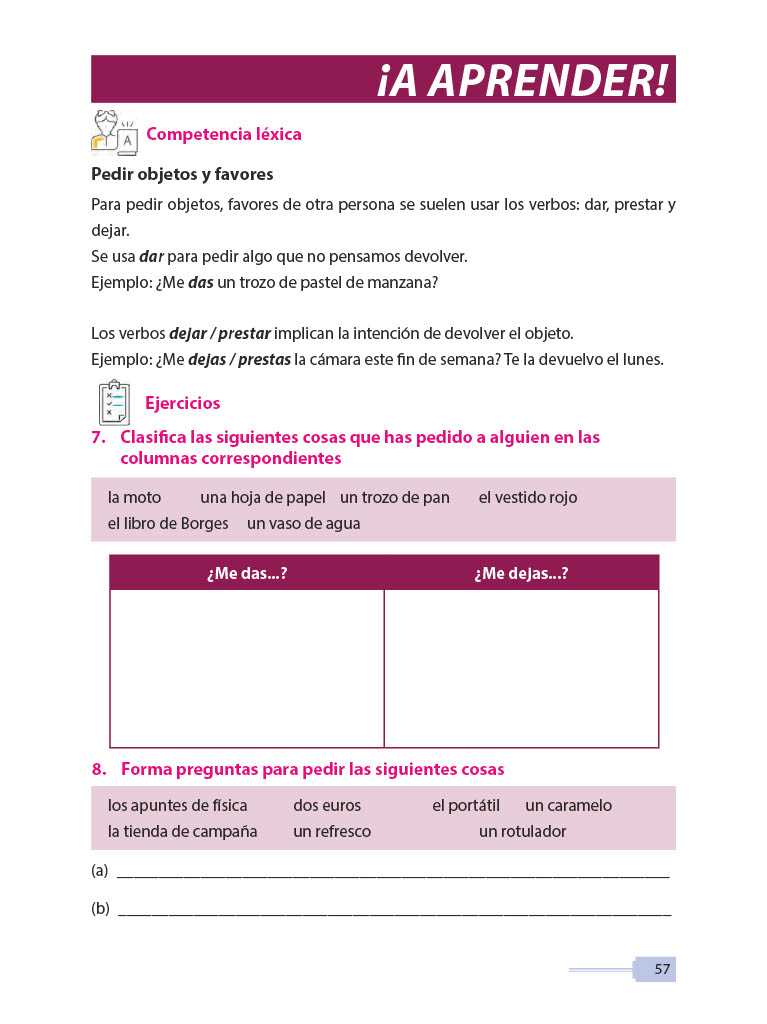 ¡A APRENDER!
A
Competencia léxica
Pedir objetos y favores
Para pedir objetos, favores de otra persona se suelen usar los verbos: dar, prestar y
dejar.
Se usa dar para pedir algo que no pensamos devolver.
Ejemplo: ¿Me das un trozo de pastel de manzana?
Los verbos dejar / prestar implican la intención de devolver el objeto.
Ejemplo: ¿Me dejas / prestas la cámara este fin de semana? Te la devuelvo el lunes.
Ejercicios
7. Clasifica las siguientes cosas que has pedido a alguien en las
columnas correspondientes
la moto una hoja de papel un trozo de pan el vestido rojo
el libro de Borges un vaso de agua
¿Me das...? ¿Me dejas...?
8. Forma preguntas para pedir las siguientes cosas
los apuntes de física dos euros el portátil un caramelo
la tienda de campaña un refresco un rotulador
(a) ____________________
(b) ____________________
57